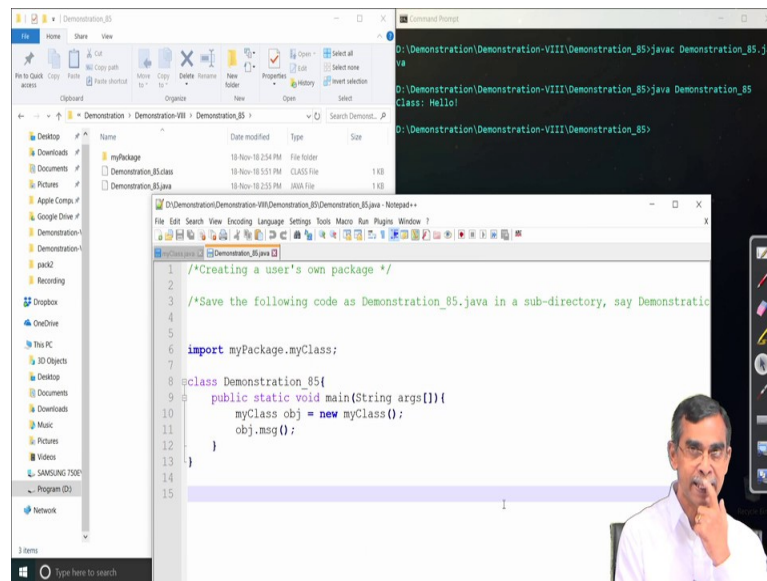 Demonstration_85
File Home Share View
Pin to Quick access
Copy
Paste
Cut
Copy path
Paste shortcut
Move to
Copy to
Delete
Rename
New folder
Properties
Open
Edit
History
Select all
Select none
Invert selection
Clipboard Organize New Open Select
Demonstration > Demonstration-VIII > Demonstration_85 >
Search Demonst...
Name Date modified Type Size
myPackage 18-Nov-18 2:54 PM File folder
Demonstration_85.class 18-Nov-18 5:51 PM CLASS File 1 KB
Demonstration_85.java 18-Nov-18 2:55 PM JAVA File 1 KB
Desktop
Downloads
Documents
Pictures
Apple Compu
Google Drive
Demonstration-
Demonstration-
pack2
Recording
Dropbox
OneDrive
This PC
3D Objects
Desktop
Documents
Downloads
Music
Pictures
Videos
SAMSUNG 750E
Program (D:)
Network
3 items
Type here to search
Command Prompt
D:\Demonstration\Demonstration-VIII\Demonstration_85>javac Demonstration_85.ja
va
D:\Demonstration\Demonstration-VIII\Demonstration_85>java Demonstration_85
Class: Hello!
D:\Demonstration\Demonstration-VIII\Demonstration_85>
D:\Demonstration\Demonstration-VIII\Demonstration_85\Demonstration_85.java - Notepad++
File Edit Search View Encoding Language Settings Tools Macro Run Plugins Window ?
X
myClass.java Demonstration_85.java
1 /*Creating a user's own package */
2
3 /*Save the following code as Demonstration_85.java in a sub-directory, say Demonstratio
4
5
6 import myPackage.myClass;
7
8 class Demonstration_85{
9 public static void main(String args[]){
10 myClass obj = new myClass();
11 obj.msg();
12 }
13 }
14
15